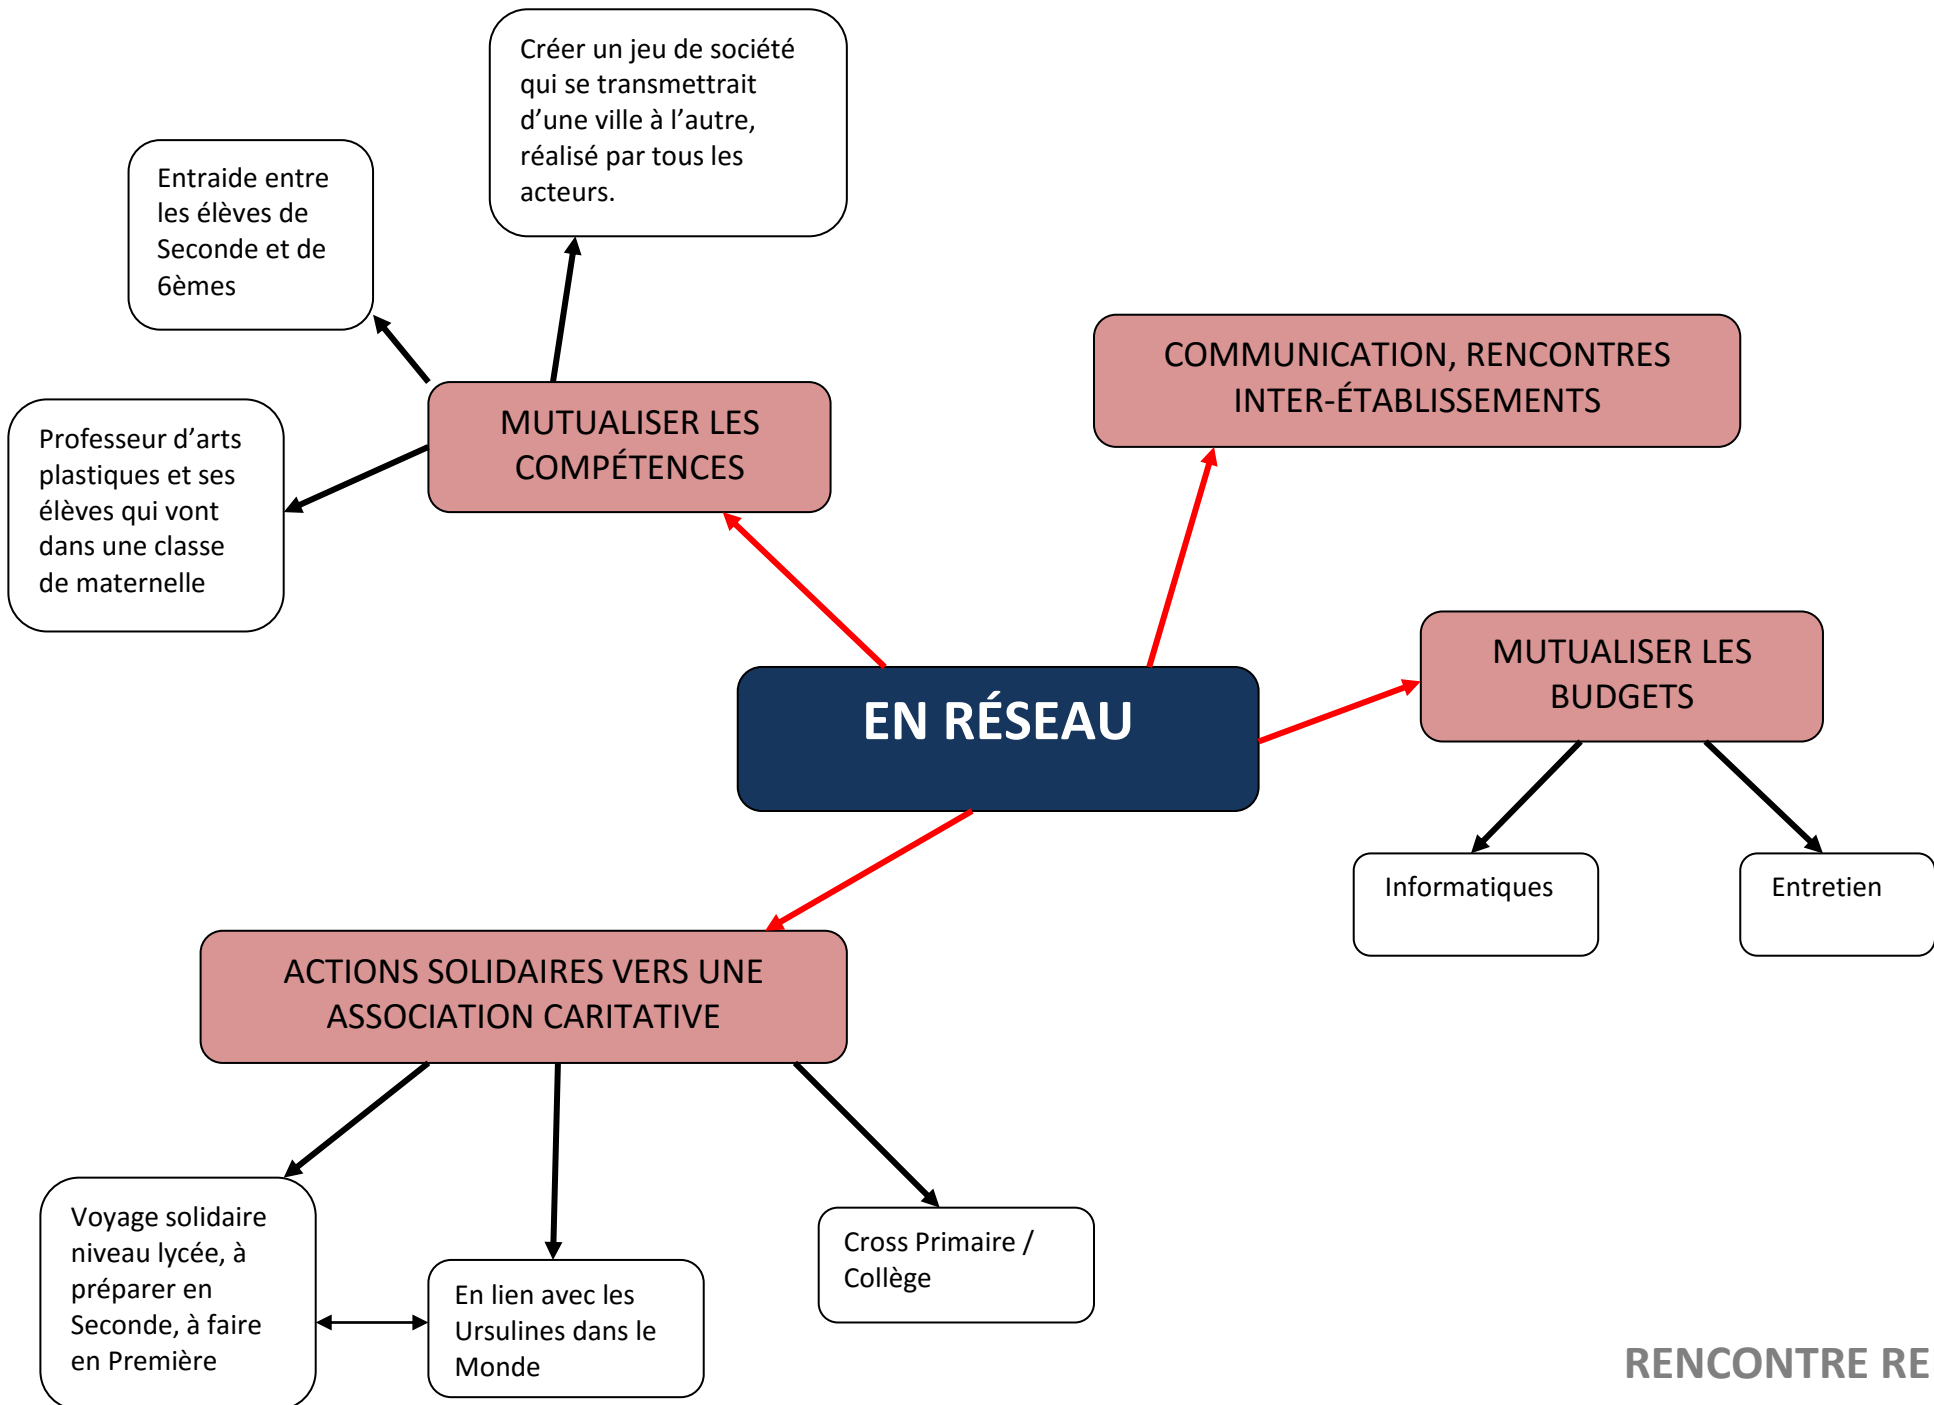 Créer un jeu de société
qui se transmettrait
d’une ville à l’autre,
réalisé par tous les
acteurs.
Entraide entre
les élèves de
Seconde et de
6èmes
COMMUNICATION, RENCONTRES
INTER-ÉTABLISSEMENTS
MUTUALISER LES
COMPÉTENCES
Professeur d’arts
plastiques et ses
élèves qui vont
dans une classe
de maternelle
MUTUALISER LES
BUDGETS
EN RÉSEAU
Informatiques
Entretien
ACTIONS SOLIDAIRES VERS UNE
ASSOCIATION CARITATIVE
Voyage solidaire
niveau lycée, à
préparer en
Seconde, à faire
en Première
En lien avec les
Ursulines dans le
Monde
Cross Primaire /
Collège
RENCONTRE RE